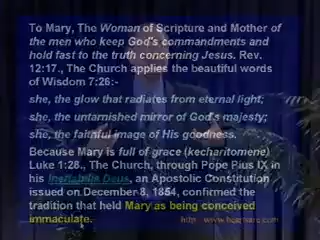 To Mary, The Woman of Scripture and Mother of
the men who keep God's commandments and
hold fast to the truth concerning Jesus. Rev.
12:17., The Church applies the beautiful words
of Wisdom 7:26:-
she, the glow that radiates from eternal light;
she, the untarnished mirror of God's majesty;
she, the faithful image of His goodness.
Because Mary is full of grace (kecharitomene)
Luke 1:28., The Church, through Pope Pius IX in
his Ineffabilis Deus, an Apostolic Constitution
issued on December 8, 1854, confirmed the
tradition that held Mary as being conceived
immaculate.